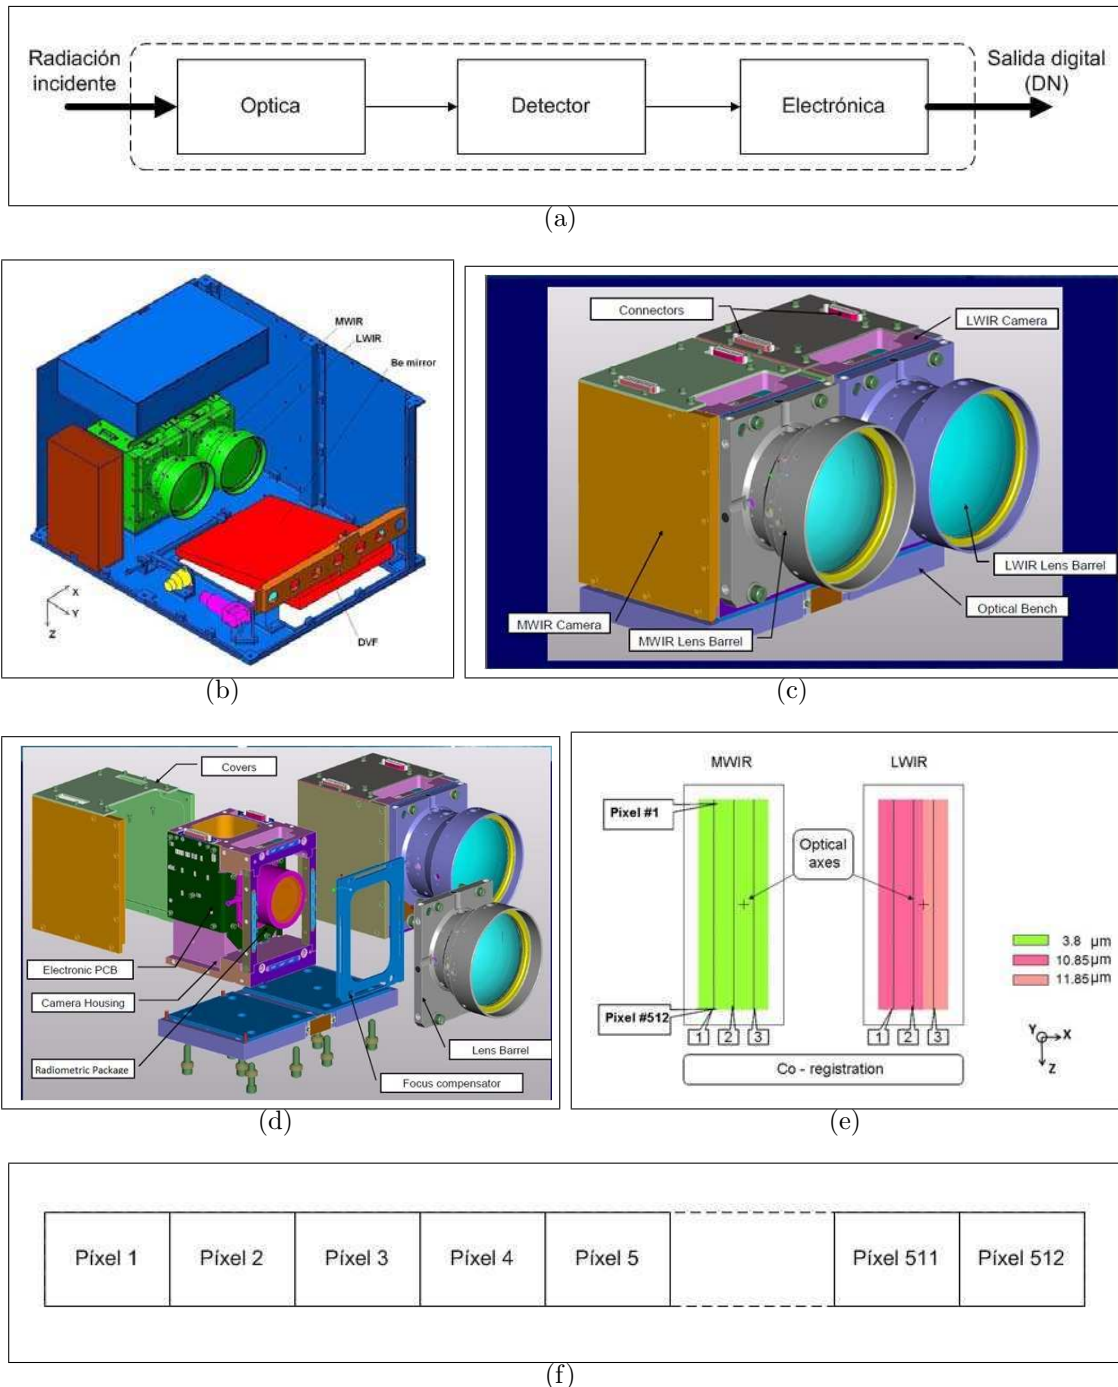 Radiación
incidente
Optica
Detector
Electrónica
Salida digital
(DN)
(a)
MWIR
LWIR
Be mirror
X
Y
Z
DVF
(b)
Connectors
LWIR Camera
LWIR Lens Barrel
Optical Bench
MWIR Camera
MWIR Lens Barrel
(c)
Covers
Electronic PCB
Camera Housing
Radiometric Package
Lens Barrel
Focus compensator
(d)
MWIR
LWIR
Pixel #1
Optical
axes
3.8 µm
10.85µm
11.85µm
Pixel #512
1 2 3
1 2 3
Y
X
Z
Co - registration
(e)
Píxel 1 Píxel 2 Píxel 3 Píxel 4 Píxel 5 Píxel 511 Píxel 512
(f)